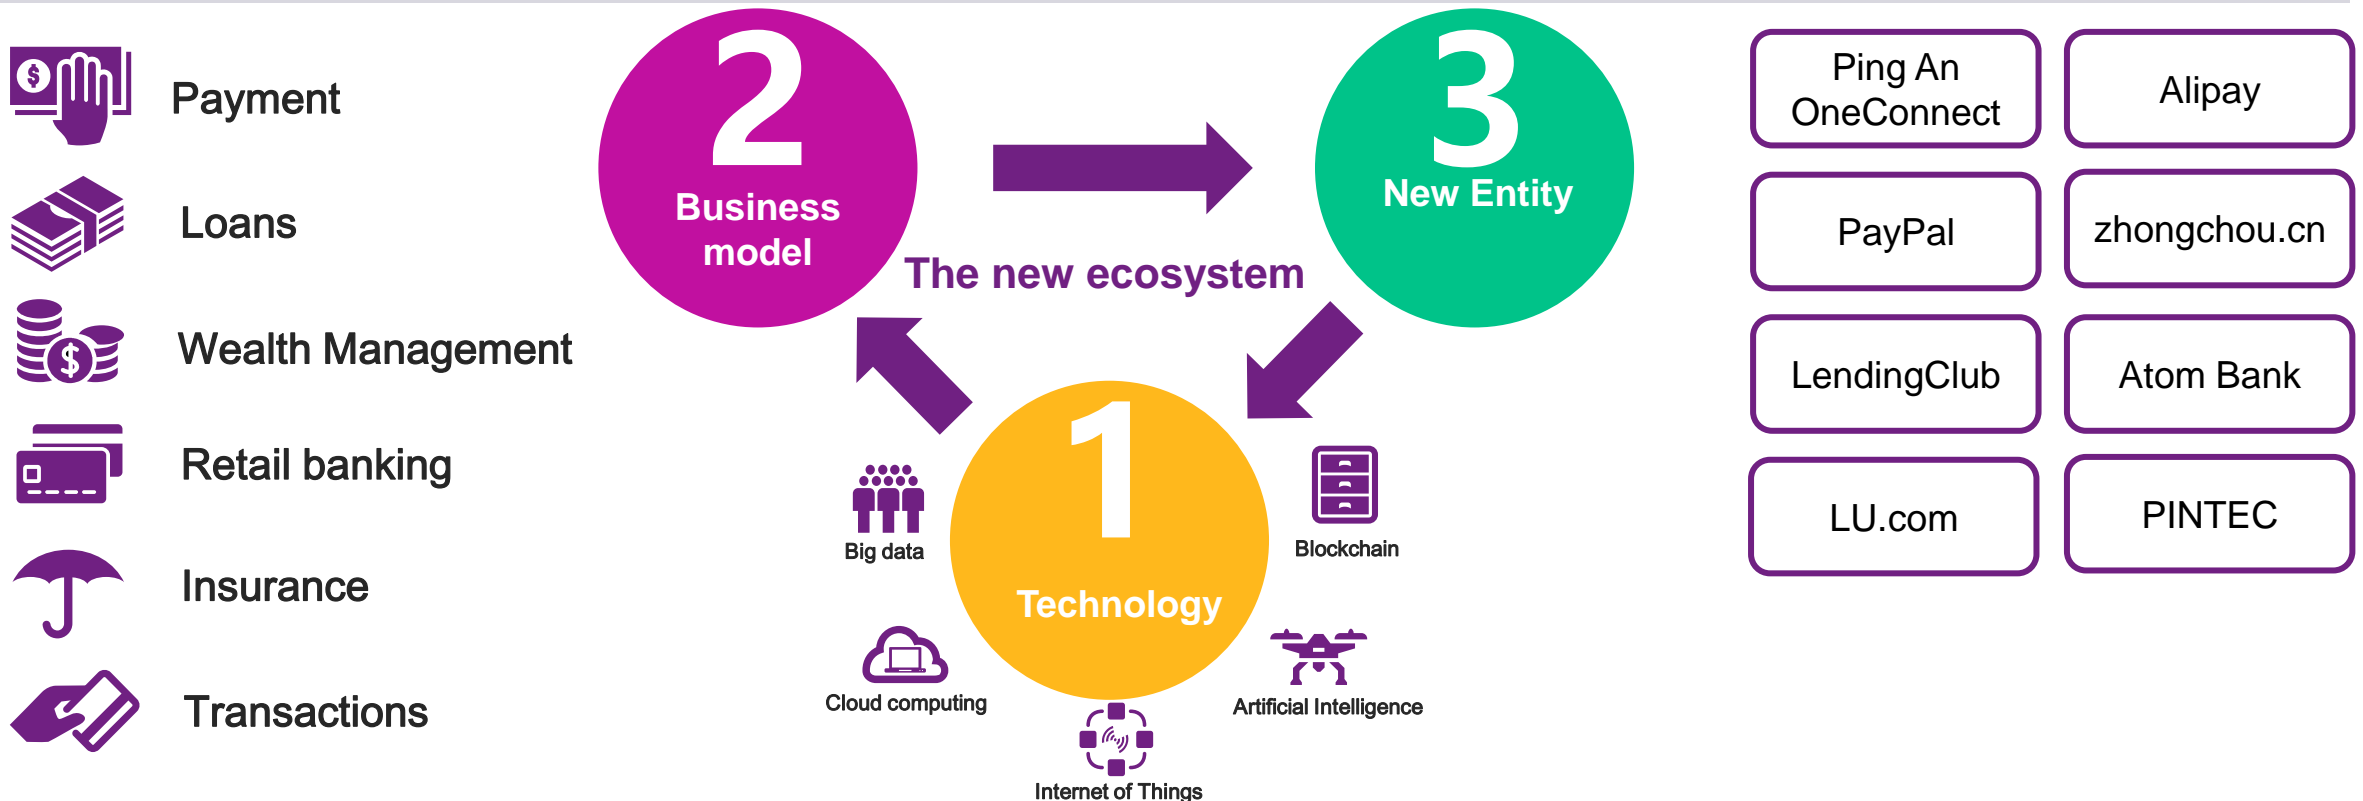 Payment
Loans
Wealth Management
Retail banking
Insurance
Transactions
2
Business
model
3
New Entity
The new ecosystem
1
Technology
Big data
Blockchain
Cloud computing
Artificial Intelligence
Internet of Things
Ping An
OneConnect
Alipay
PayPal
zhongchou.cn
LendingClub
Atom Bank
LU.com
PINTEC